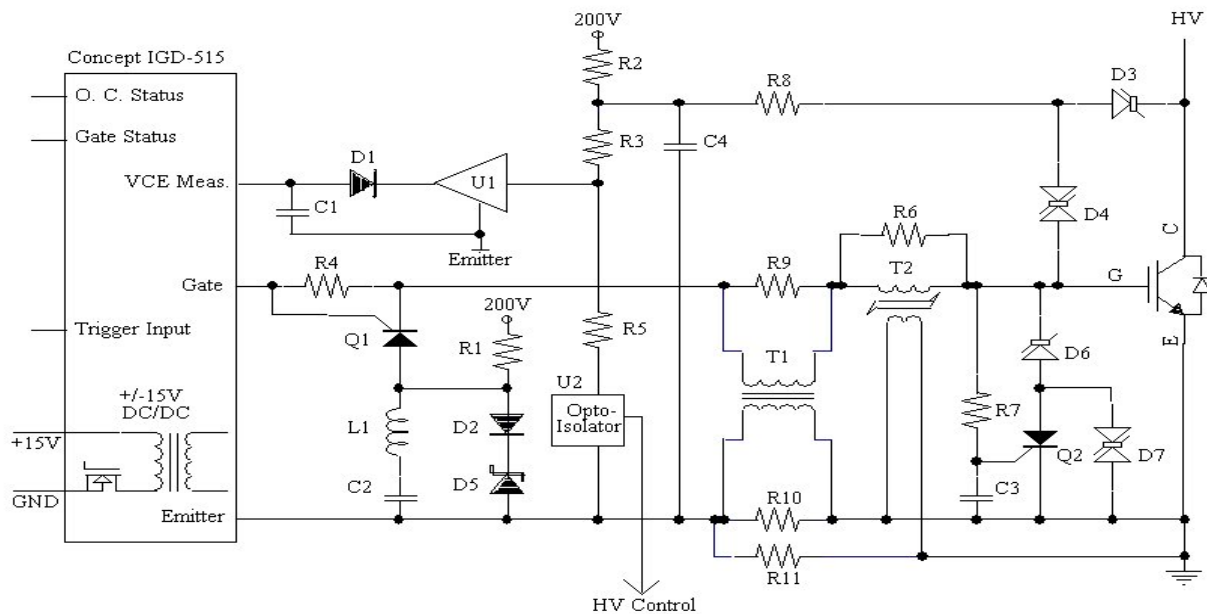 200V
HV
Concept IGD-515
R2
R8
D3
O. C. Status
Gate Status
R3
C4
D1
VCE Meas.
U1
C1
R6
D4
C
Emitter
T2
R4
R9
G
Gate
200V
Trigger Input
Q1
R5
E
R1
T1
D6
+/-15V
DC/DC
U2
Opto-
Isolator
R7
L1
D2
+15V
Q2
D7
C2
D5
C3
GND
Emitter
R10
R11
HV Control